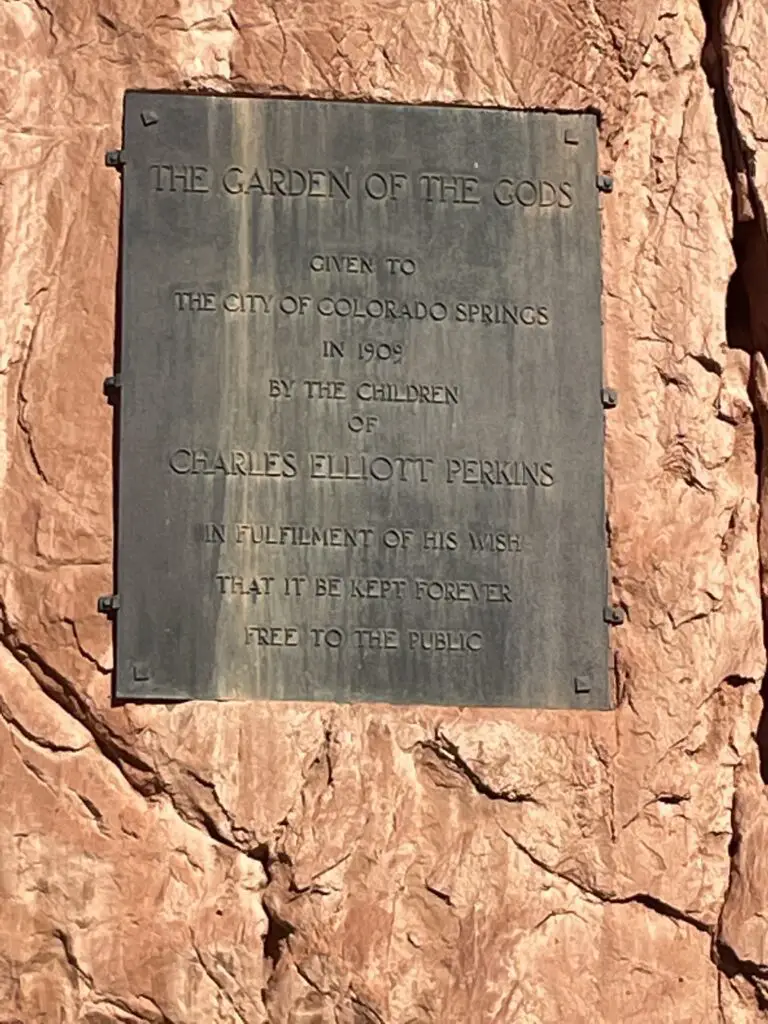 THE GARDEN OF THE GODS
GIVEN TO
THE CITY OF COLORADO SPRINGS
IN 1909
BY THE CHILDREN
OF
CHARLES ELLIOTT PERKINS
IN FULFILMENT OF HIS WISH
THAT IT BE KEPT FOREVER
FREE TO THE PUBLIC